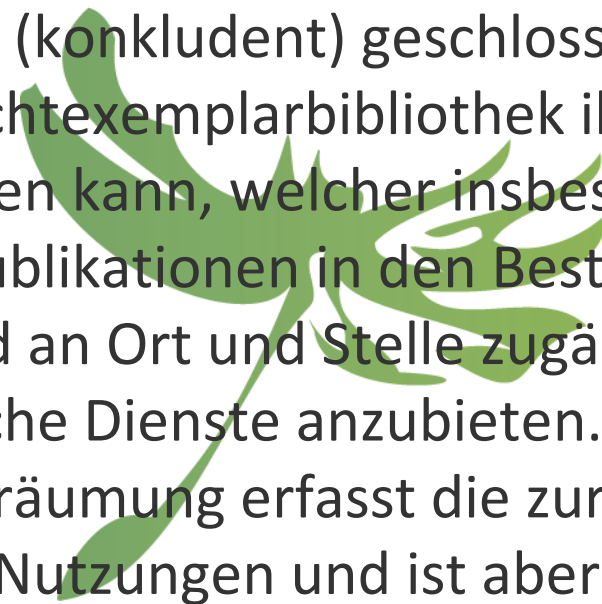 (konkludent) geschloss
chtexemplarbibliothek il
en kann, welcher insbes
ublikationen in den Best
d an Ort und Stelle zugä
che Dienste anzubieten.
räumung erfasst die zur
Nutzungen und ist aber